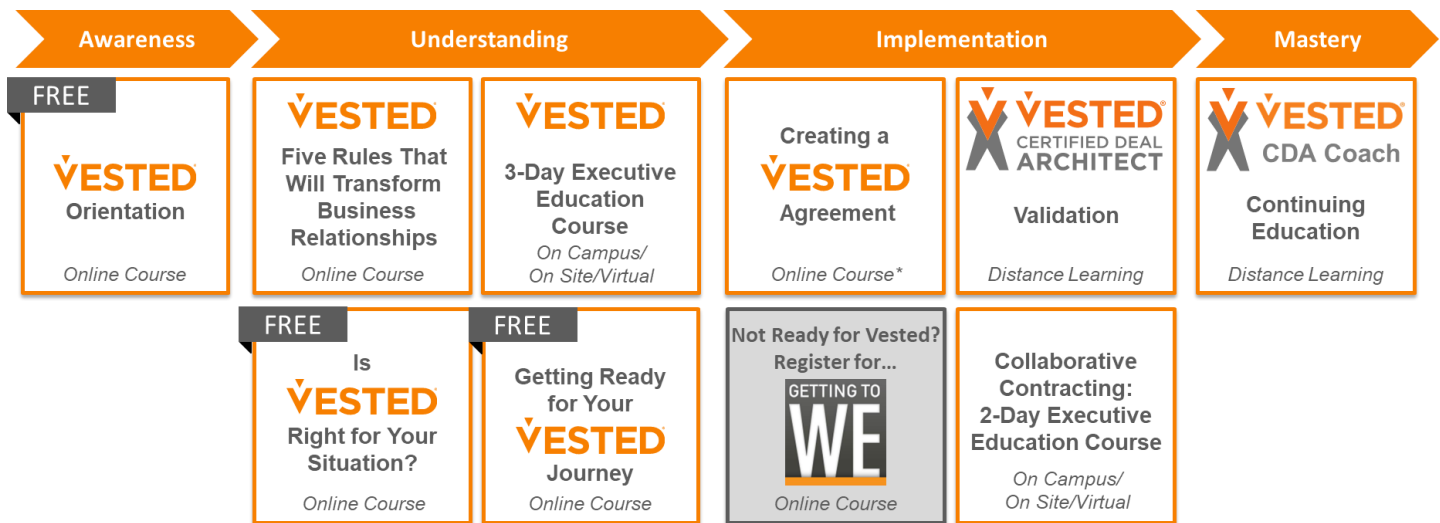 Awareness
Understanding
Implementation
Mastery
FREE
VESTED®
Orientation
Online Course
VESTED®
Five Rules That
Will Transform
Business
Relationships
Online Course
VESTED®
3-Day Executive
Education
Course
On Campus/
On Site/Virtual
Creating a
VESTED®
Agreement
Online Course*
VESTED®
CERTIFIED DEAL
ARCHITECT
Validation
Distance Learning
VESTED®
CDA Coach
Continuing
Education
Distance Learning
FREE
Is
VESTED®
Right for Your
Situation?
Online Course
FREE
Getting Ready
for Your
VESTED®
Journey
Online Course
Not Ready for Vested?
Register for...
GETTING TO
WE
Online Course
Collaborative
Contracting:
2-Day Executive
Education Course
On Campus/
On Site/Virtual